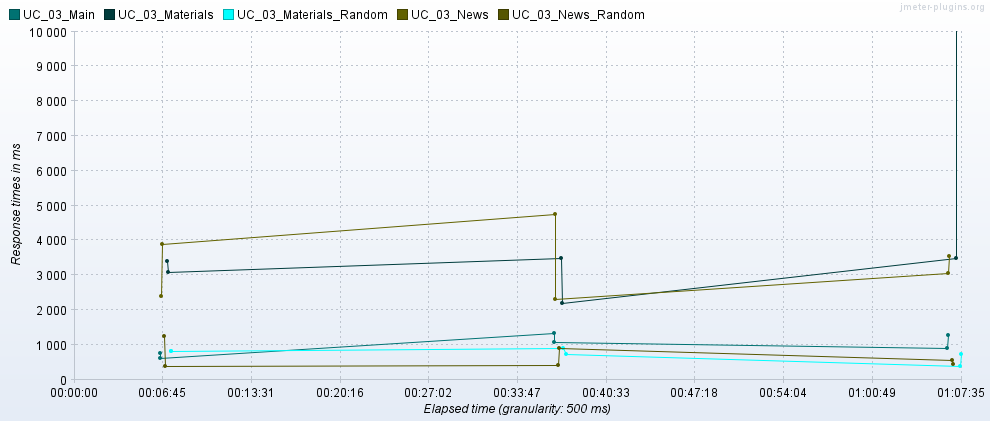 UC_03_Main UC_03_Materials UC_03_Materials_Random UC_03_News UC_03_News_Random
jmeter-plugins.org
10 000
9 000
8 000
7 000
6 000
5 000
4 000
3 000
2 000
1 000
0
Response times in ms
00:00:00 00:06:45 00:13:31 00:20:16 00:27:02 00:33:47 00:40:33 00:47:18 00:54:04 01:00:49 01:07:35
Elapsed time (granularity: 500 ms)